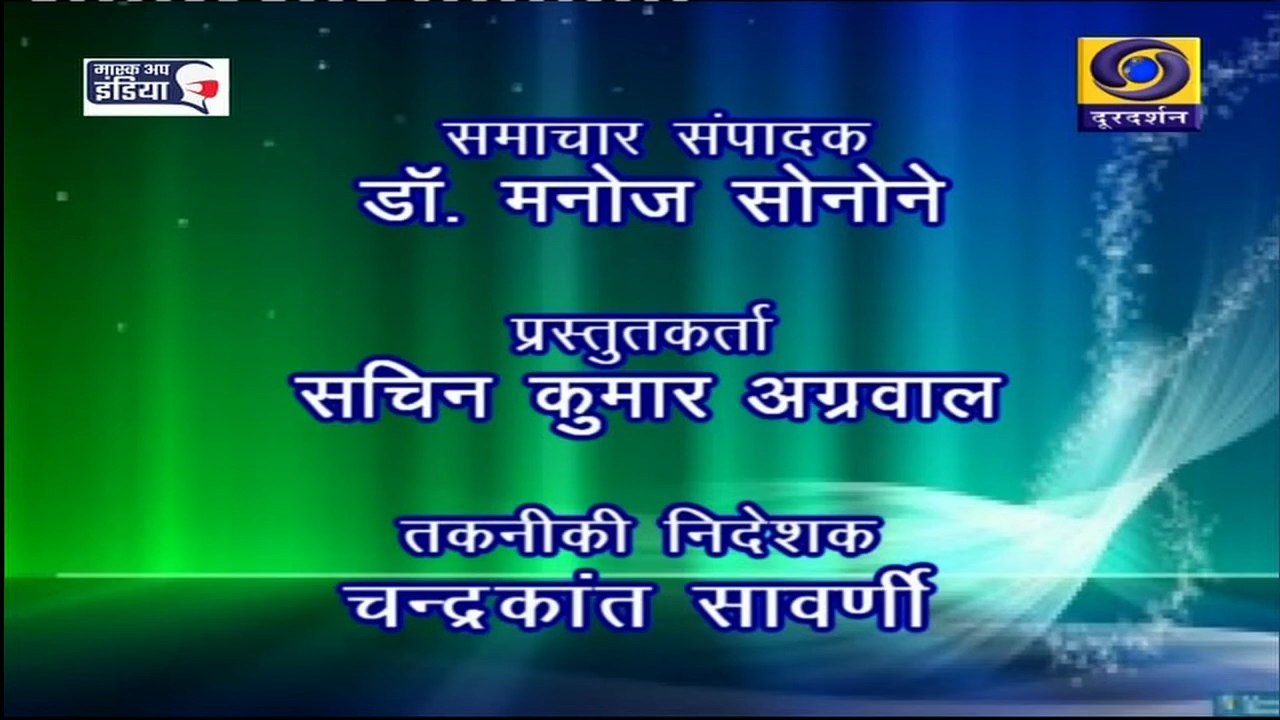 मास्क अप
इंडिया
दूरदर्शन
समाचार संपादक
डॉ. मनोज सोनोने
प्रस्तुतकर्ता
सचिन कुमार अग्रवाल
तकनीकी निदेशक
चन्द्रकांत सावर्णी